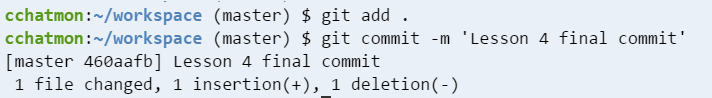 cchatmon:~/workspace (master) $ git add .
cchatmon:~/workspace (master) $ git commit -m 'Lesson 4 final commit'
[master 460aafb] Lesson 4 final commit
 1 file changed, 1 insertion(+), 1 deletion(-)